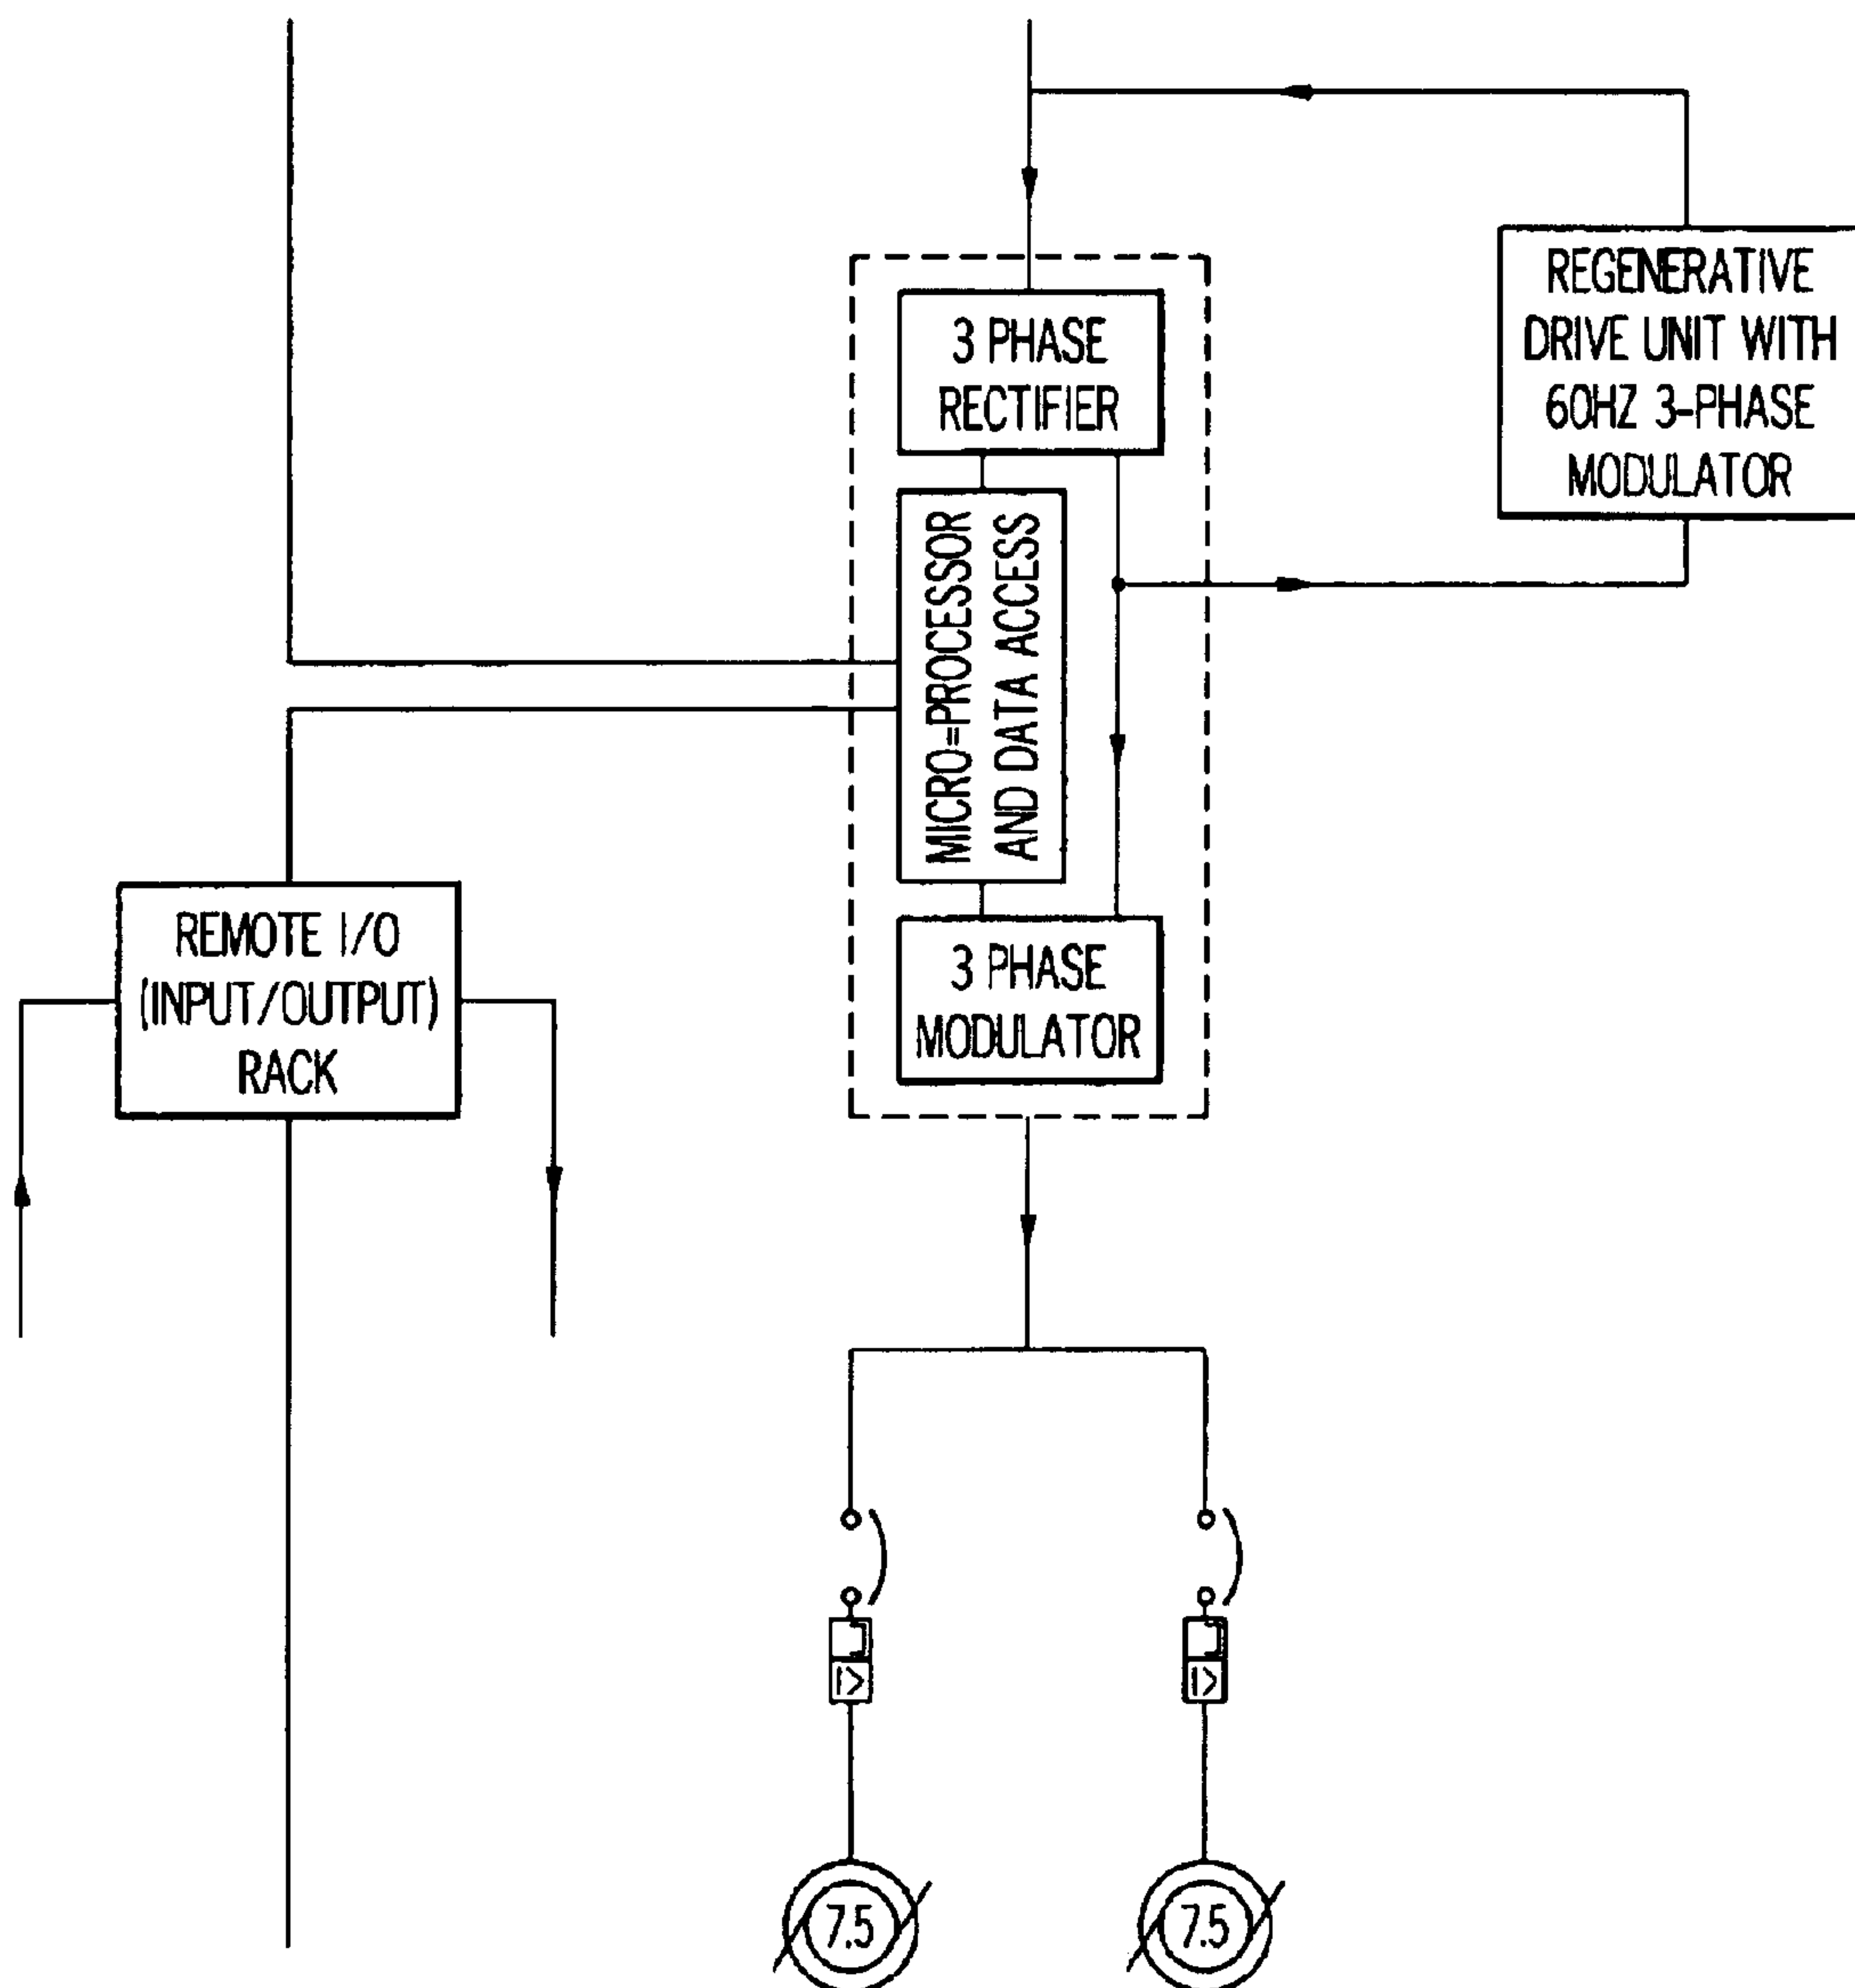 REGENERATIVE
DRIVE UNIT WITH
60HZ 3-PHASE
MODULATOR
3 PHASE
RECTIFIER
MICRO=PROCESSOR
AND DATA ACCESS
REMOTE I/O
(INPUT/OUTPUT)
RACK
3 PHASE
MODULATOR
I>
I>
7.5
7.5